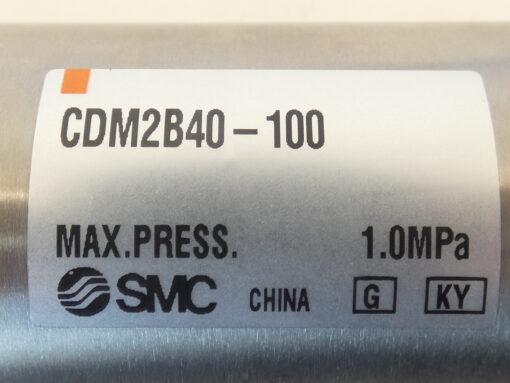 CDM2B40-100
MAX.PRESS. 1.0MPa
SMC CHINA G KY